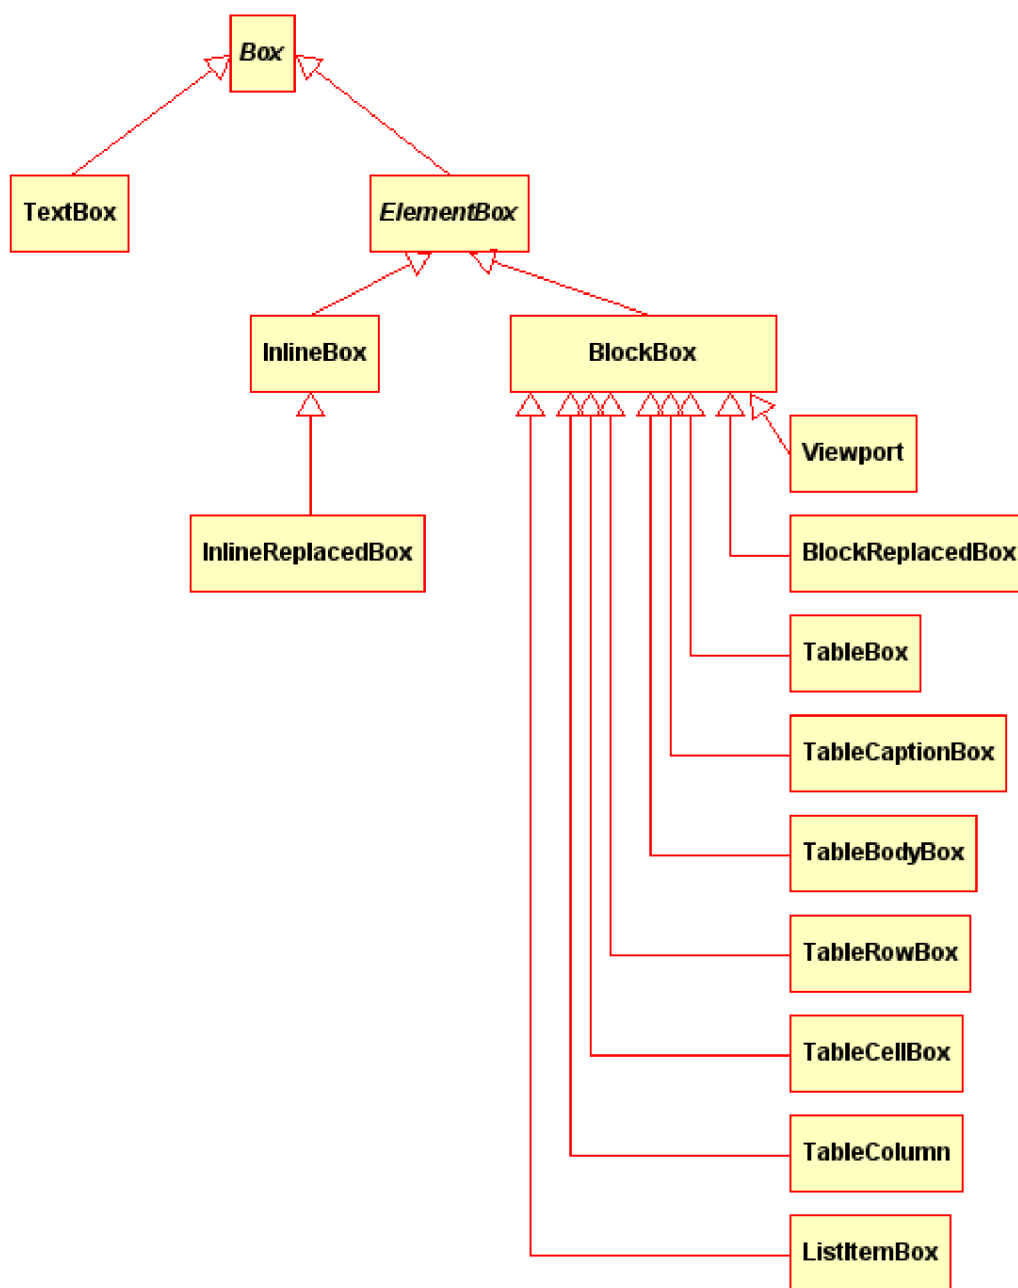 Box
TextBox
ElementBox
InlineBox
BlockBox
Viewport
InlineReplacedBox
BlockReplacedBox
TableBox
TableCaptionBox
TableBodyBox
TableRowBox
TableCellBox
TableColumn
ListItemBox